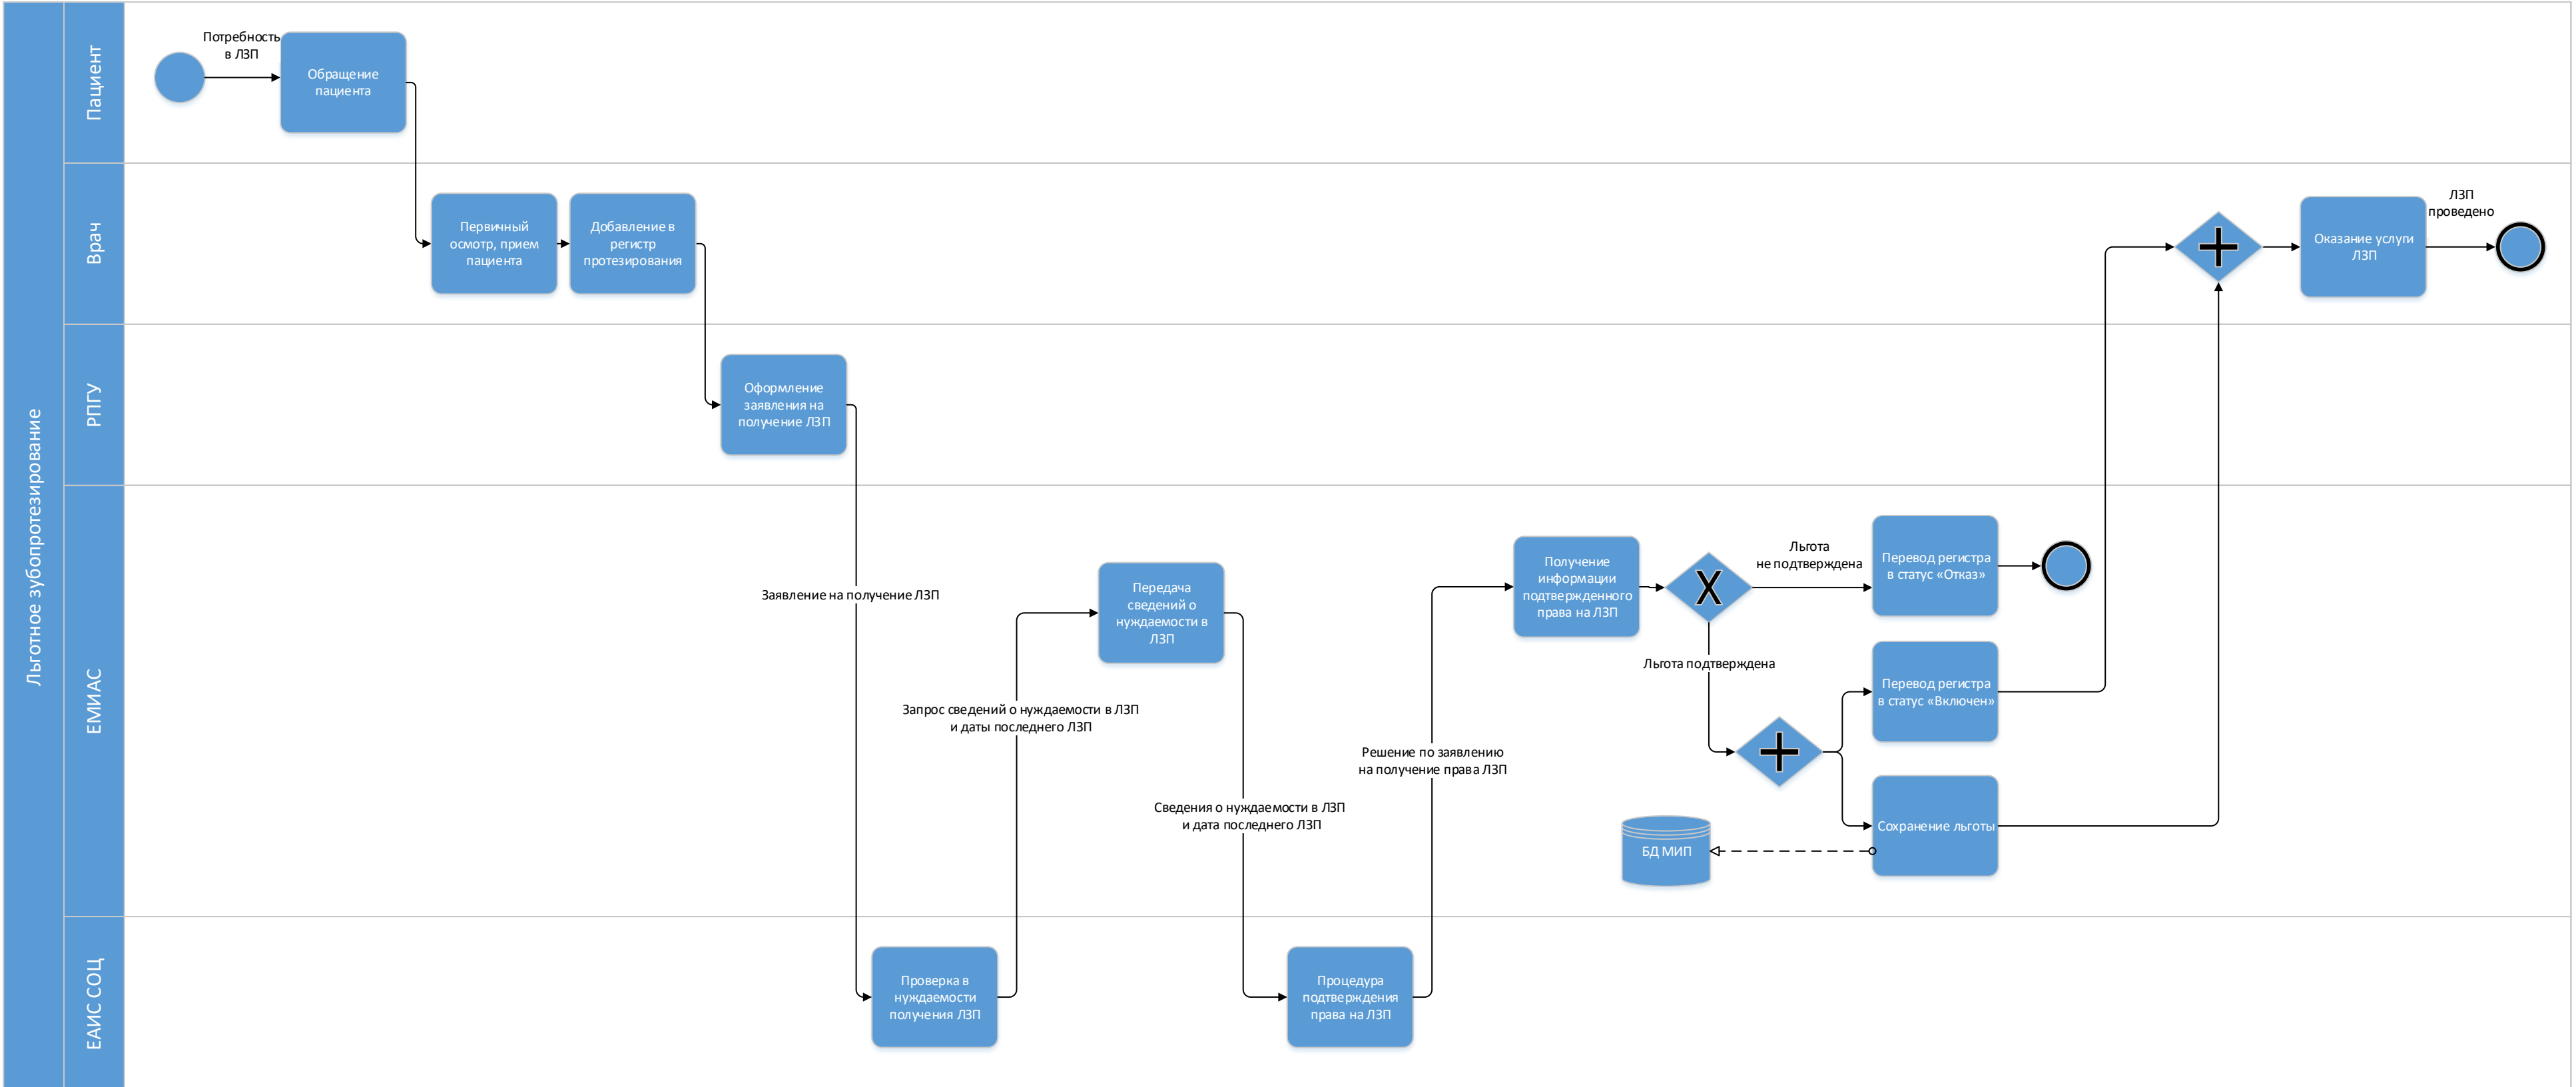 Льготное зубопротезирование
Пациент
Потребность
в ЛЗП
Обращение
пациента
Врач
Первичный
осмотр, прием
пациента
Добавление в
регистр
протезирования
Оказание услуги
ЛЗП
ЛЗП
проведено
РПГУ
Оформление
заявления на
получение ЛЗП
ЕМИАС
Заявление на получение ЛЗП
Запрос сведений о нуждаемости в ЛЗП
и даты последнего ЛЗП
Передача
сведений о
нуждаемости в
ЛЗП
Сведения о нуждаемости в ЛЗП
и дата последнего ЛЗП
Решение по заявлению
на получение права ЛЗП
Получение
информации
подтвержденного
права на ЛЗП
X
Льгота
не подтверждена
Перевод регистра
в статус «Отказ»
Льгота подтверждена
Перевод регистра
в статус «Включен»
Сохранение льготы
БД МИП
ЕАИС СОЦ
Проверка в
нуждаемости
получения ЛЗП
Процедура
подтверждения
права на ЛЗП